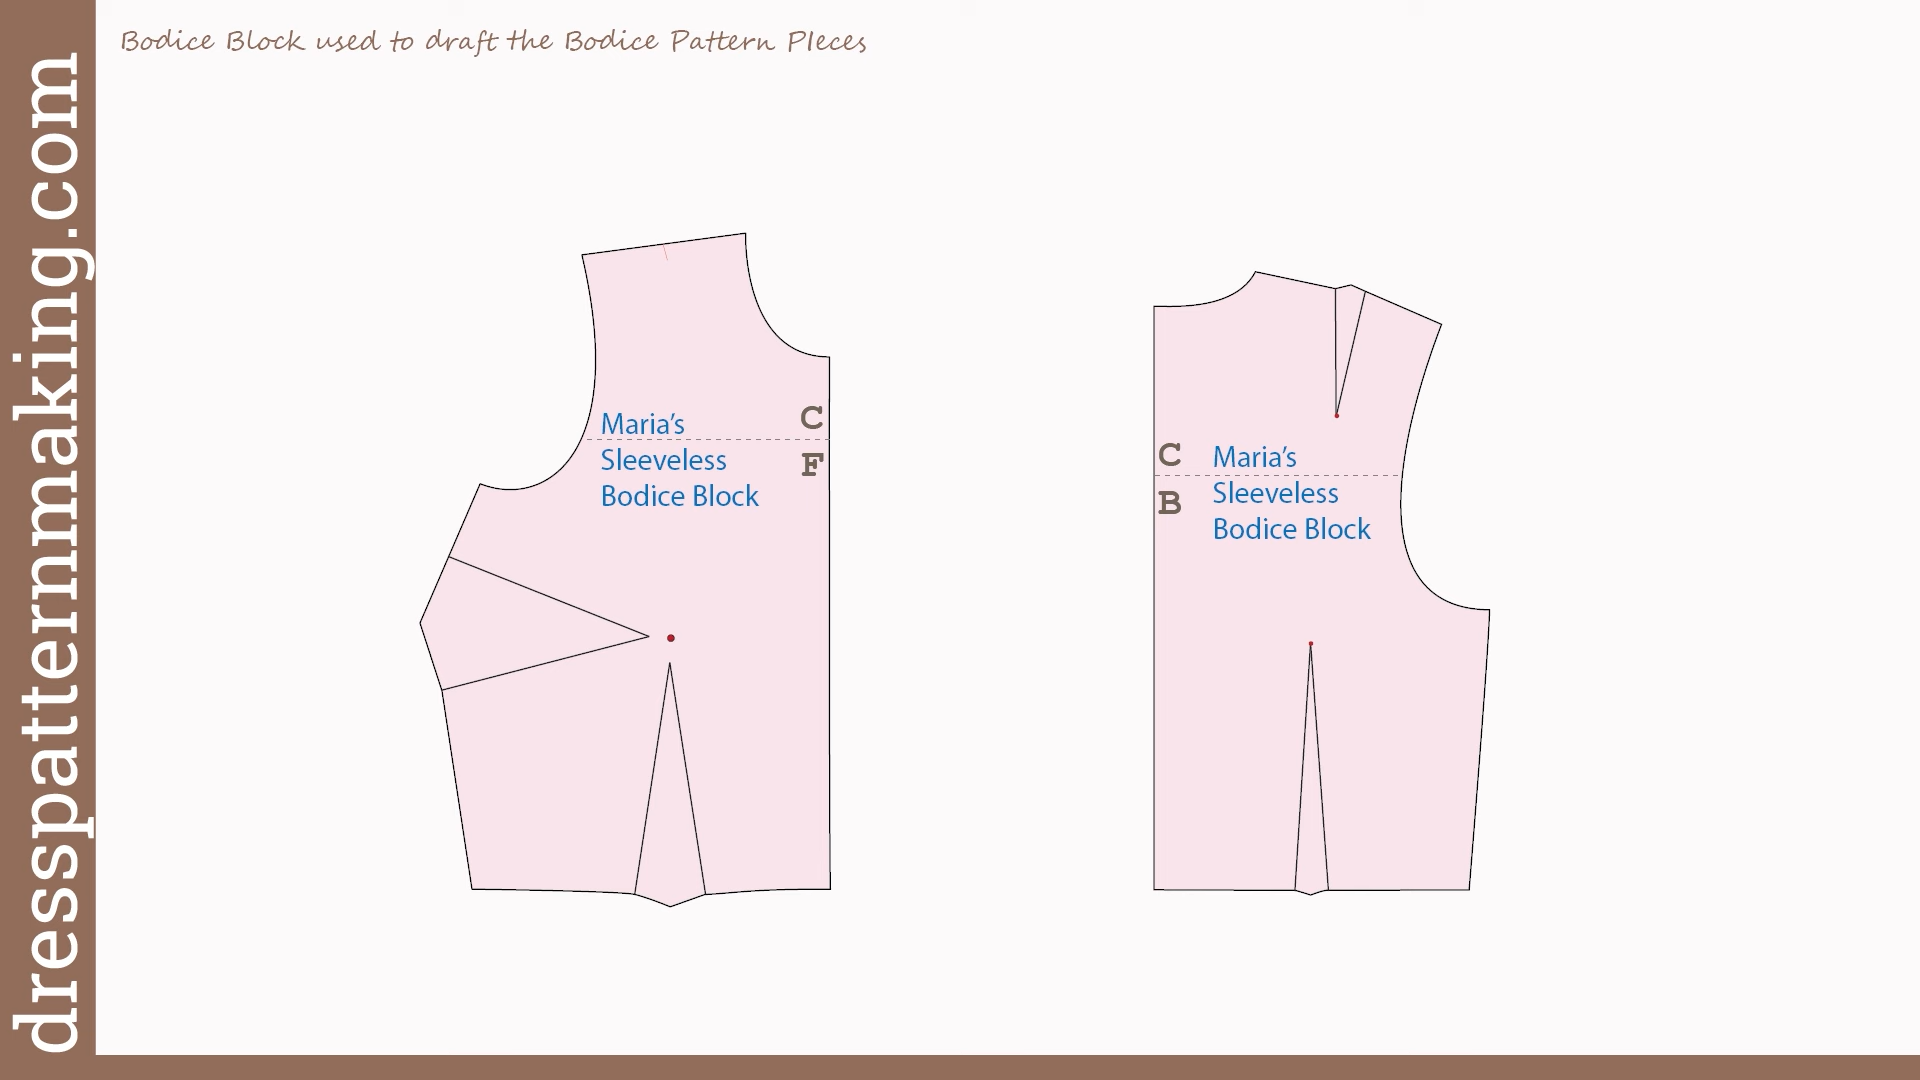 Bodice Block used to draft the Bodice Pattern PIeces
dresspatternmaking.com
Maria's
Sleeveless
Bodice Block
C
F
C
B
Maria's
Sleeveless
Bodice Block